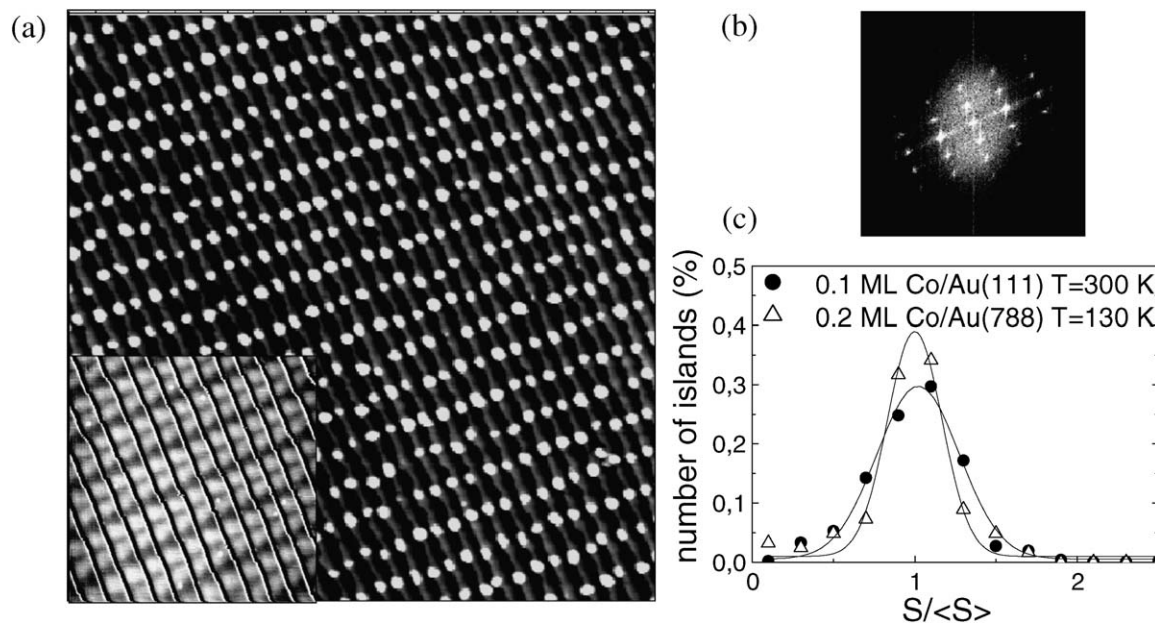 (a)
(b)
(c)
number of islands (%)
0,5
0,4
0,3
0,2
0,1
0,0
0.1 ML Co/Au(111) T=300 K
0.2 ML Co/Au(788) T=130 K
0
1
2
S/<S>